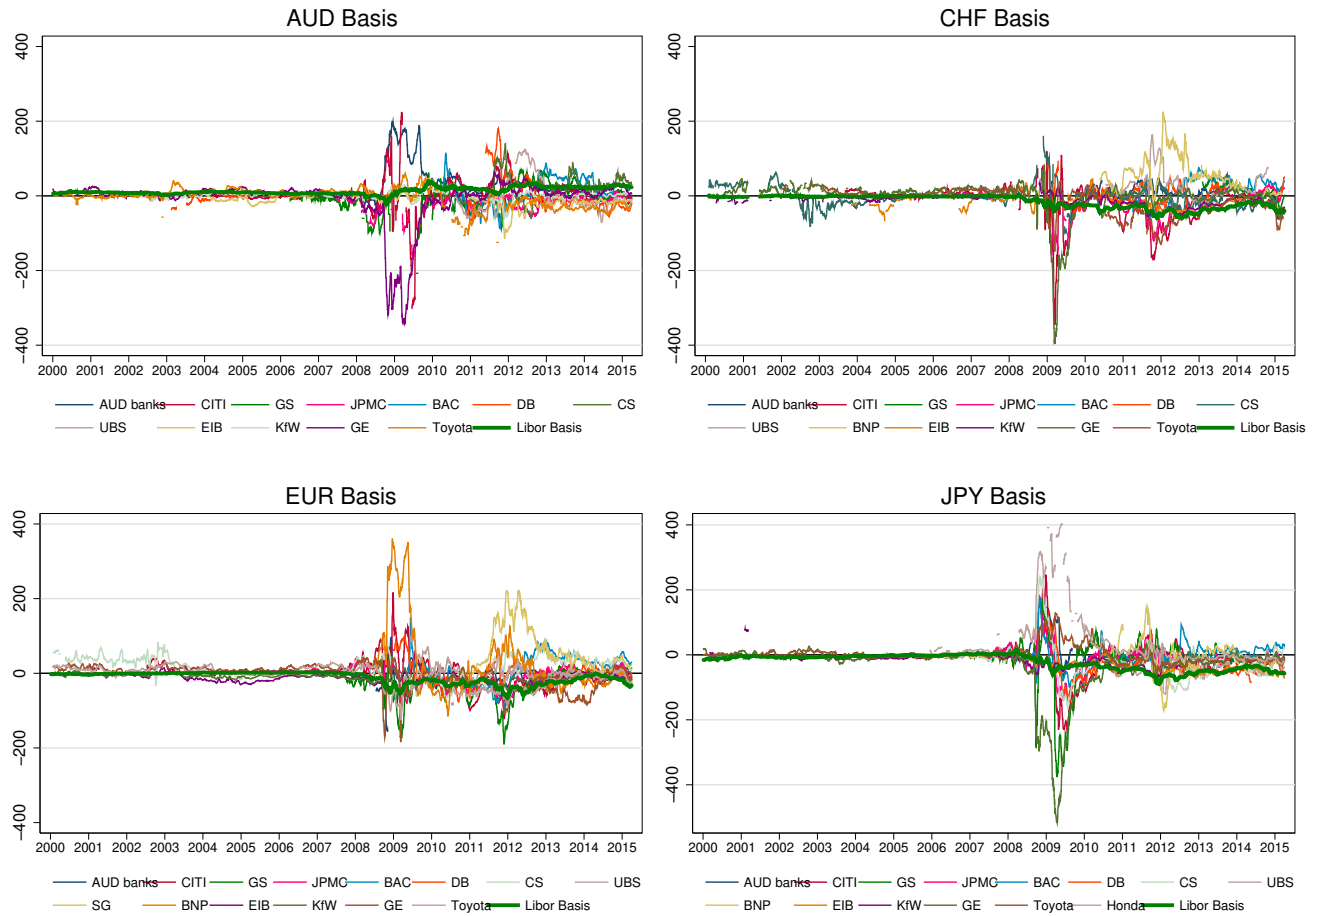 AUD Basis
400
200
0
−200
−400
2000 2001 2002 2003 2004 2005 2006 2007 2008 2009 2010 2011 2012 2013 2014 2015
AUD banks CITI GS JPMC BAC DB CS
UBS EIB KfW GE Toyota Libor Basis
CHF Basis
400
200
0
−200
−400
2000 2001 2002 2003 2004 2005 2006 2007 2008 2009 2010 2011 2012 2013 2014 2015
AUD banks CITI GS JPMC BAC DB CS
UBS BNP EIB KfW GE Toyota Libor Basis
EUR Basis
400
200
0
−200
−400
2000 2001 2002 2003 2004 2005 2006 2007 2008 2009 2010 2011 2012 2013 2014 2015
AUD banks CITI GS JPMC BAC DB CS UBS
SG BNP EIB KfW GE Toyota Libor Basis
JPY Basis
400
200
0
−200
−400
2000 2001 2002 2003 2004 2005 2006 2007 2008 2009 2010 2011 2012 2013 2014 2015
AUD banks CITI GS JPMC BAC DB CS UBS
BNP EIB KfW GE Toyota Honda Libor Basis